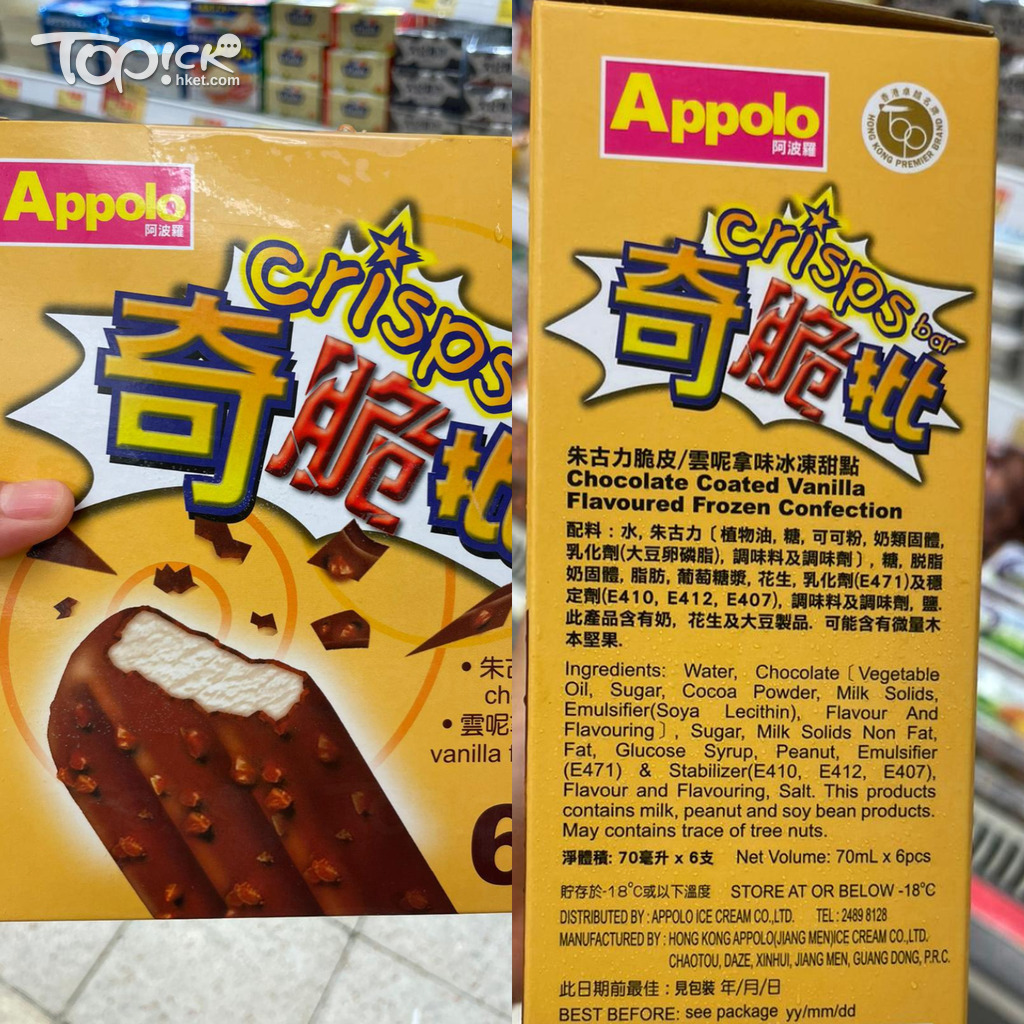 TOPick
hket.com
Appolo
阿波羅
crisps
奇脆批
• 朱古
ch
• 雲呢
vanilla f
6
Appolo
阿波羅
香港卓越名牌
TOP
HONG KONG PREMIER BRAND
crisps bar
奇脆批
朱古力脆皮/雲呢拿味冰凍甜點
Chocolate Coated Vanilla
Flavoured Frozen Confection
配料：水, 朱古力〔植物油, 糖, 可可粉, 奶類固體,
乳化劑(大豆卵磷脂), 調味料及調味劑〕, 糖, 脫脂
奶固體, 脂肪, 葡萄糖漿, 花生, 乳化劑(E471)及穩
定劑(E410, E412, E407), 調味料及調味劑, 鹽.
此產品含有奶, 花生及大豆製品. 可能含有微量木
本堅果.
Ingredients: Water, Chocolate〔Vegetable
Oil, Sugar, Cocoa Powder, Milk Solids,
Emulsifier(Soya Lecithin), Flavour And
Flavouring〕, Sugar, Milk Solids Non Fat,
Fat, Glucose Syrup, Peanut, Emulsifier
(E471) & Stabilizer(E410, E412, E407),
Flavour and Flavouring, Salt. This products
contains milk, peanut and soy bean products.
May contains trace of tree nuts.
淨體積: 70毫升 x 6支 Net Volume: 70mL x 6pcs
貯存於-18°C或以下溫度 STORE AT OR BELOW -18°C
DISTRIBUTED BY : APPOLO ICE CREAM CO.,LTD. TEL : 2489 8128
MANUFACTURED BY : HONG KONG APPOLO(JIANG MEN)ICE CREAM CO.,LTD.
CHAOTOU, DAZE, XINHUI, JIANG MEN, GUANG DONG, P.R.C.
此日期前最佳：見包裝 年/月/日
BEST BEFORE: see package yy/mm/dd